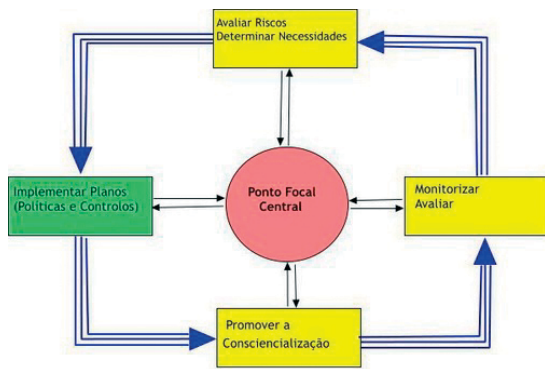 Avaliar Riscos
Determinar Necessidades
Implementar Planos
(Políticas e Controlos)
Ponto Focal
Central
Monitorizar
Avaliar
Promover a
Consciencialização